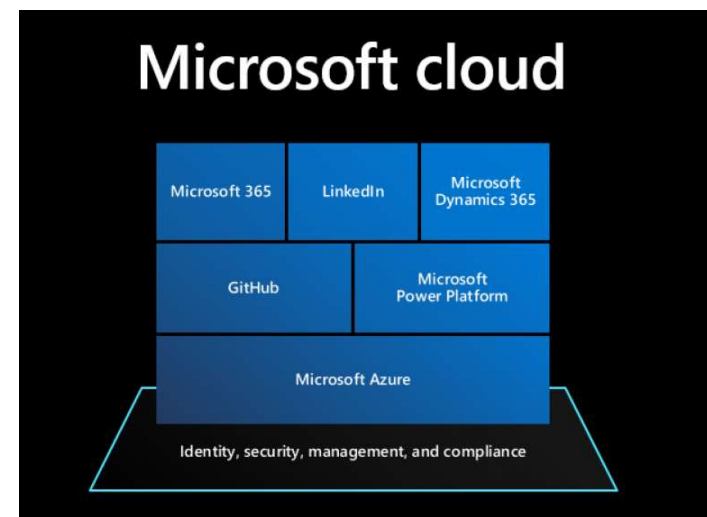 Microsoft cloud
Microsoft 365
LinkedIn
Microsoft
Dynamics 365
GitHub
Microsoft
Power Platform
Microsoft Azure
Identity, security, management, and compliance